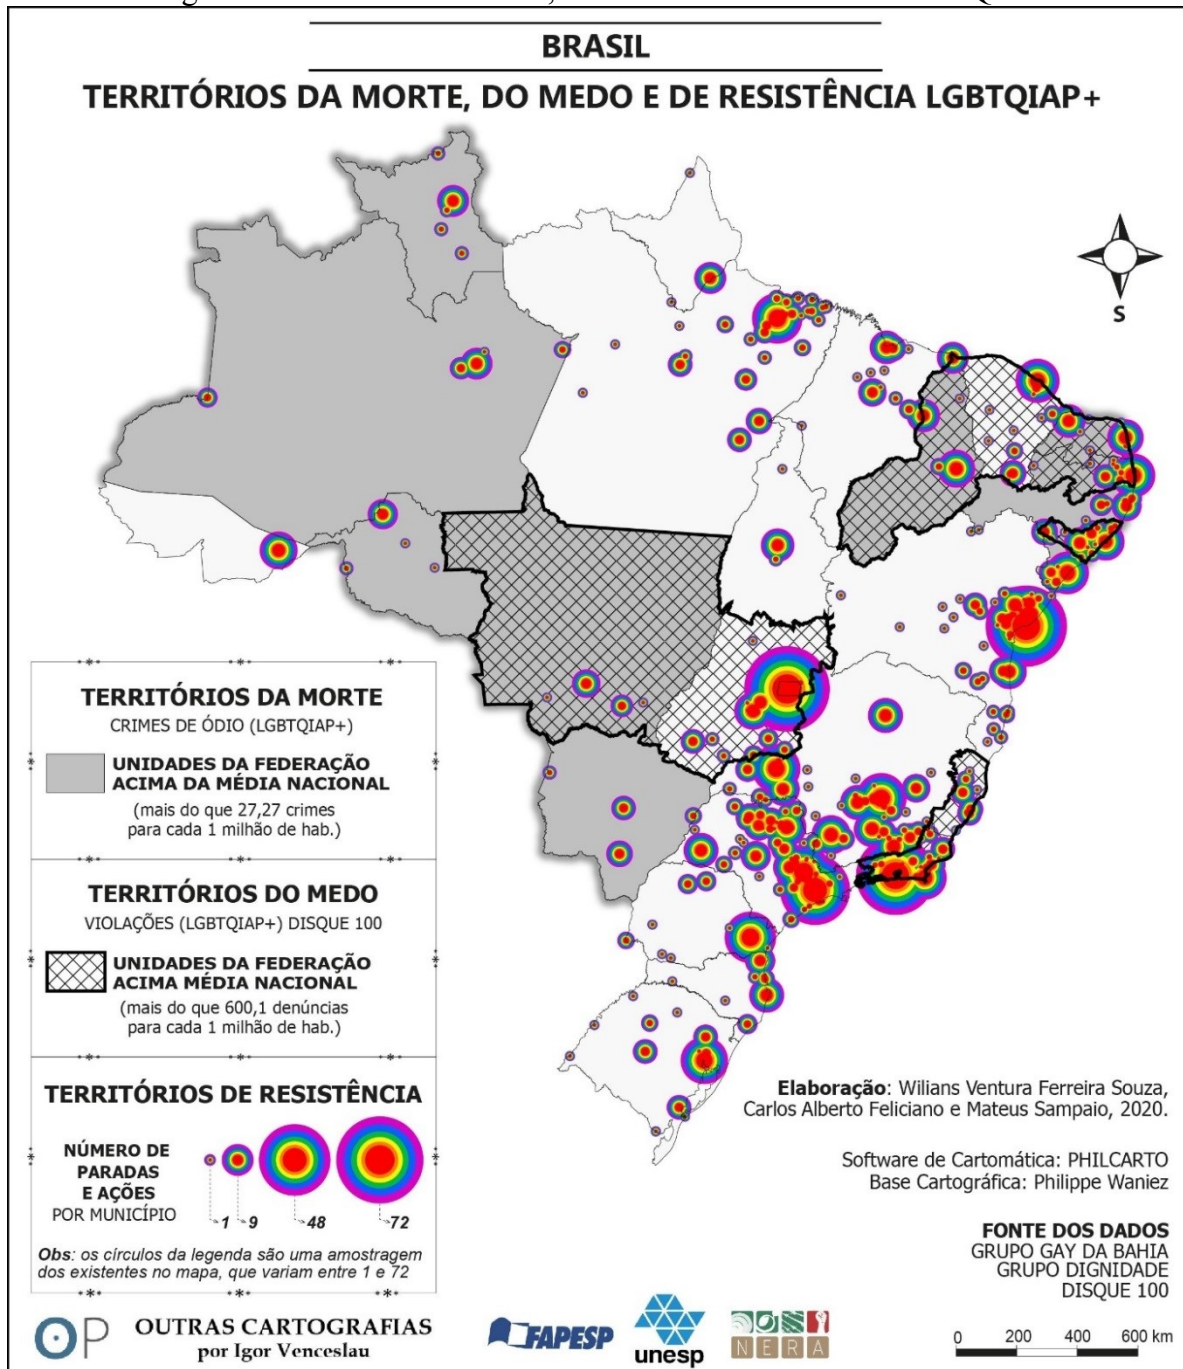 BRASIL
TERRITÓRIOS DA MORTE, DO MEDO E DE RESISTÊNCIA LGBTQIAP+
S
TERRITÓRIOS DA MORTE
CRIMES DE ÓDIO (LGBTQIAP+)
UNIDADES DA FEDERAÇÃO
ACIMA DA MÉDIA NACIONAL
(mais do que 27,27 crimes
para cada 1 milhão de hab.)
TERRITÓRIOS DO MEDO
VIOLAÇÕES (LGBTQIAP+) DISQUE 100
UNIDADES DA FEDERAÇÃO
ACIMA MÉDIA NACIONAL
(mais do que 600,1 denúncias
para cada 1 milhão de hab.)
TERRITÓRIOS DE RESISTÊNCIA
NÚMERO DE
PARADAS
E AÇÕES
POR MUNICÍPIO
1 9 48 72
Obs: os círculos da legenda são uma amostragem
dos existentes no mapa, que variam entre 1 e 72
Elaboração: Wilians Ventura Ferreira Souza,
Carlos Alberto Feliciano e Mateus Sampaio, 2020.
Software de Cartomática: PHILCARTO
Base Cartográfica: Philippe Waniez
FONTE DOS DADOS
GRUPO GAY DA BAHIA
GRUPO DIGNIDADE
DISQUE 100
OP OUTRAS CARTOGRAFIAS
por Igor Venceslau
FAPESP
unesp
NERA
0 200 400 600 km